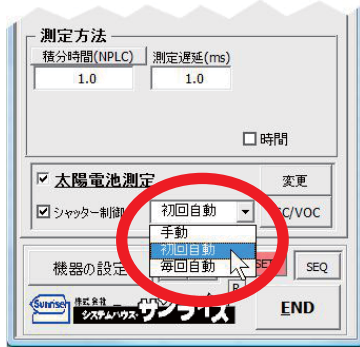 測定方法
積分時間(NPLC) 測定遅延(ms)
1.0 1.0
時間
太陽電池測定 変更
シャッター制御 初回自動 C/VOC
手動
初回自動
毎回自動
機器の設定 SET SEQ
Sunrise 株式会社
システムハウス・サンライズ END